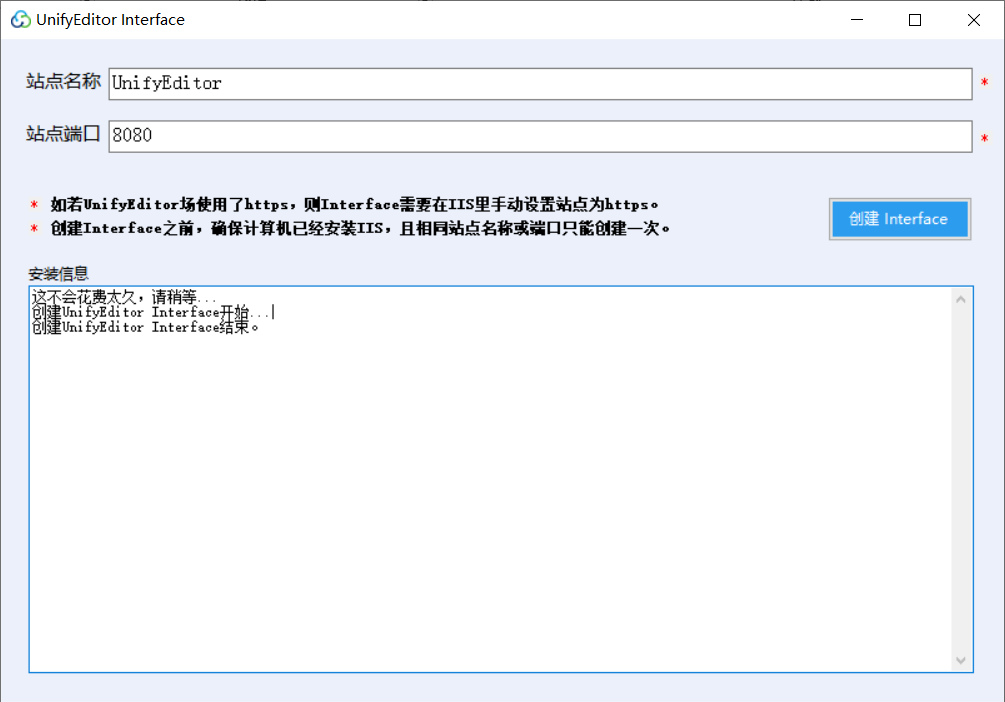 UnifyEditor Interface
站点名称 UnifyEditor *
站点端口 8080 *
* 如若UnifyEditor场使用了https，则Interface需要在IIS里手动设置站点为https。
* 创建Interface之前，确保计算机已经安装IIS，且相同站点名称或端口只能创建一次。
创建 Interface
安装信息
这不会花费太久，请稍等...
创建UnifyEditor Interface开始...
创建UnifyEditor Interface结束。